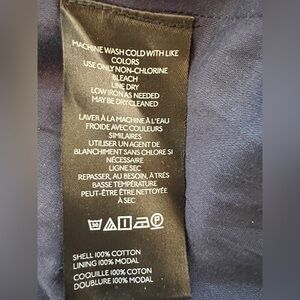 MACHINE WASH COLD WITH LIKE
COLORS
USE ONLY NON-CHLORINE
BLEACH
LINE DRY
LOW IRON AS NEEDED
MAY BE DRY CLEANED
LAVER À LA MACHINE À L'EAU
FROIDE AVEC COULEURS
SIMILAIRES
UTILISER UN AGENT DE
BLANCHIMENT SANS CHLORE SI
NÉCESSAIRE
LIGNE SEC
REPASSER, AU BESOIN, À TRÈS
BASSE TEMPÉRATURE
PEUT-ÊTRE ÊTRE NETTOYÉE
À SEC
30 P
SHELL 100% COTTON
LINING 100% MODAL
COQUILLE 100% COTON
DOUBLURE 100% MODAL